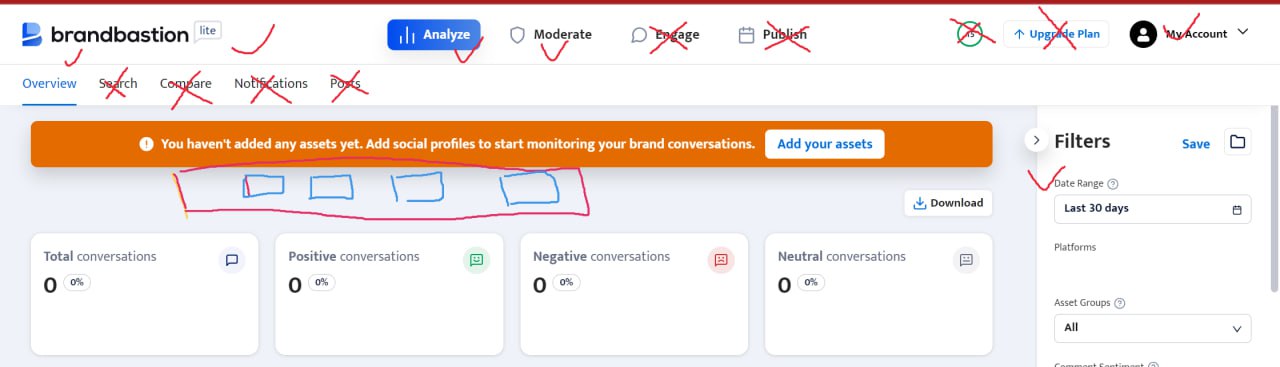 brandbastion lite
Analyze Moderate Engage Publish Upgrade Plan My Account
Overview Search Compare Notifications Posts
You haven't added any assets yet. Add social profiles to start monitoring your brand conversations. Add your assets
Filters Save
Date Range
Last 30 days
Download
Platforms
Total conversations
0 0%
Positive conversations
0 0%
Negative conversations
0 0%
Neutral conversations
0 0%
Asset Groups
All
Comment Sentiment